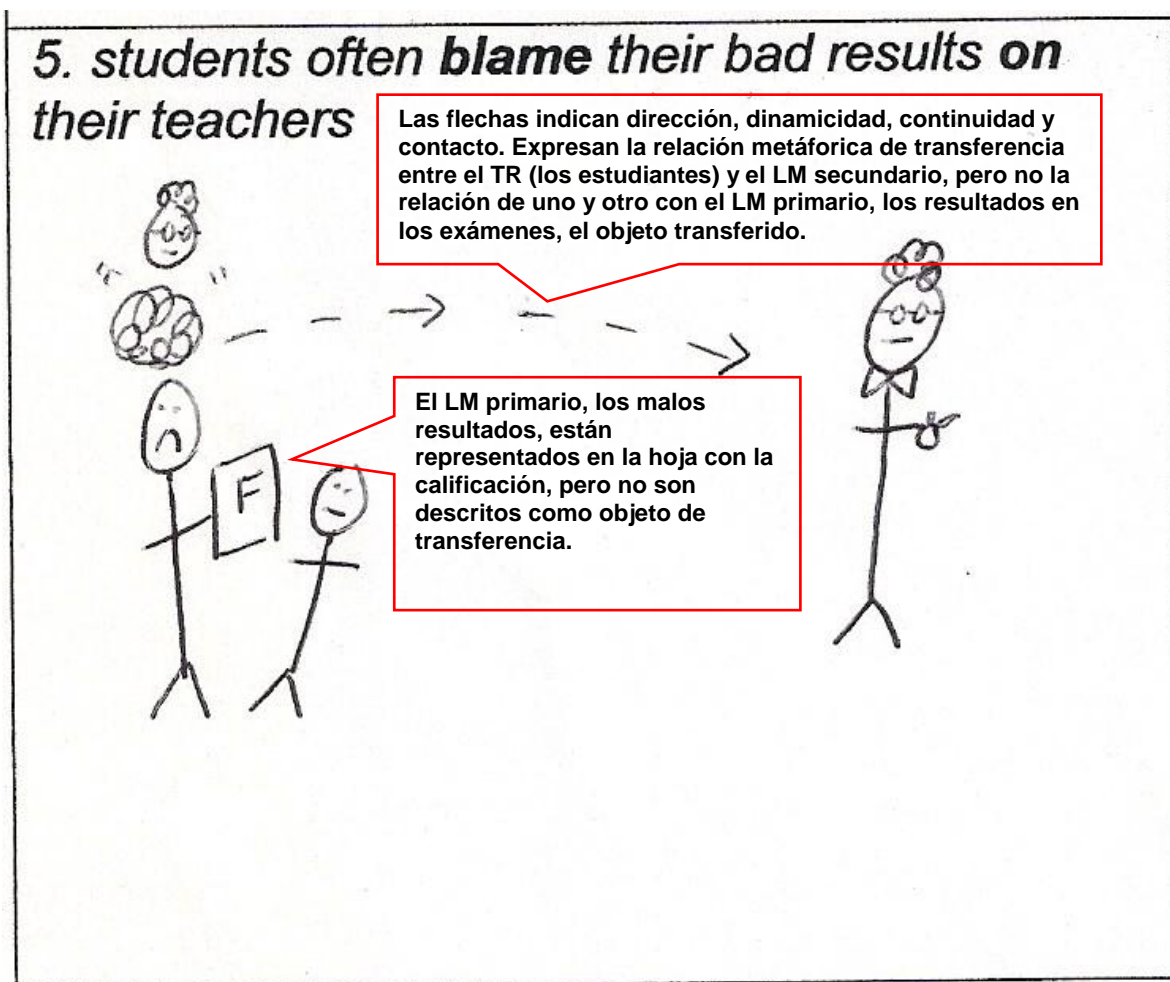 5. students often blame their bad results on
their teachers
Las flechas indican dirección, dinamicidad, continuidad y
contacto. Expresan la relación metáforica de transferencia
entre el TR (los estudiantes) y el LM secundario, pero no la
relación de uno y otro con el LM primario, los resultados en
los exámenes, el objeto transferido.
El LM primario, los malos
resultados, están
representados en la hoja con la
calificación, pero no son
descritos como objeto de
transferencia.
F